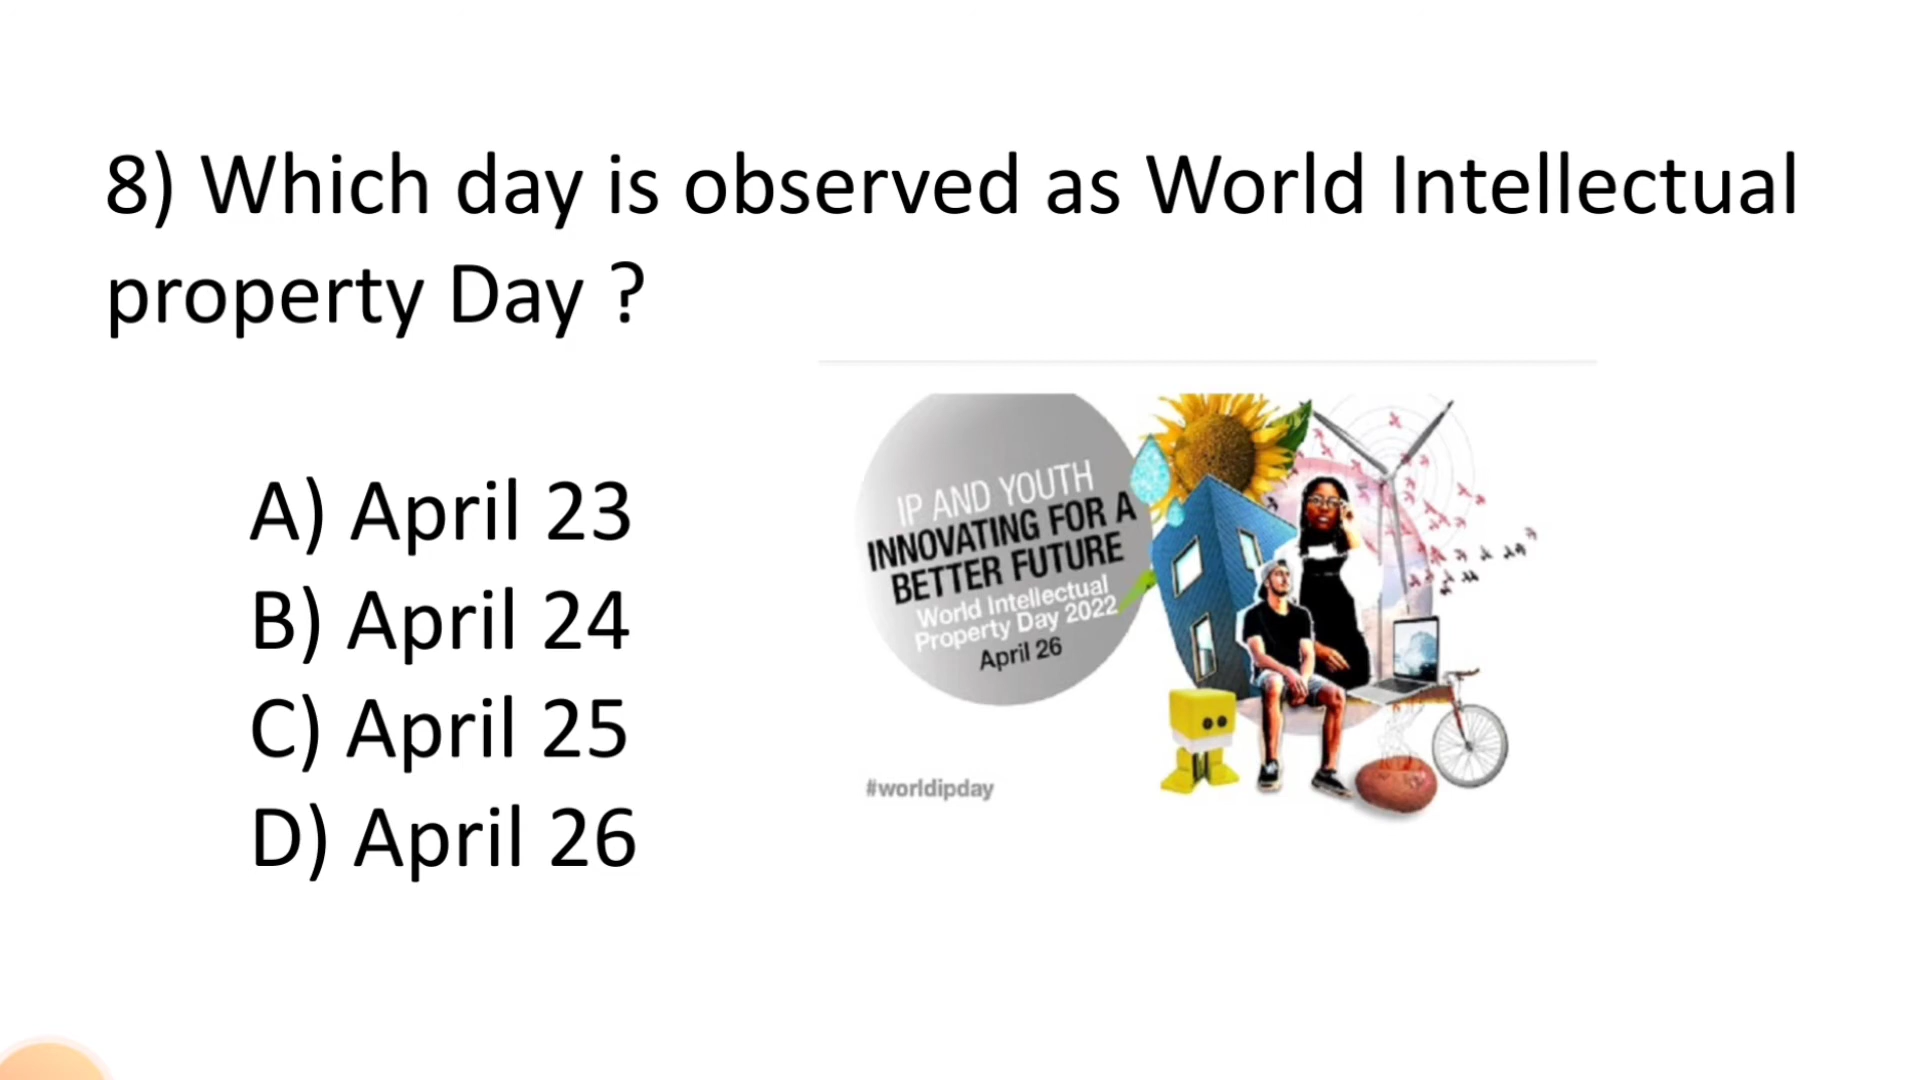 8) Which day is observed as World Intellectual
property Day ?
A) April 23
B) April 24
C) April 25
D) April 26
IP AND YOUTH
INNOVATING FOR A
BETTER FUTURE
World Intellectual
Property Day 2022
April 26
#worldipday